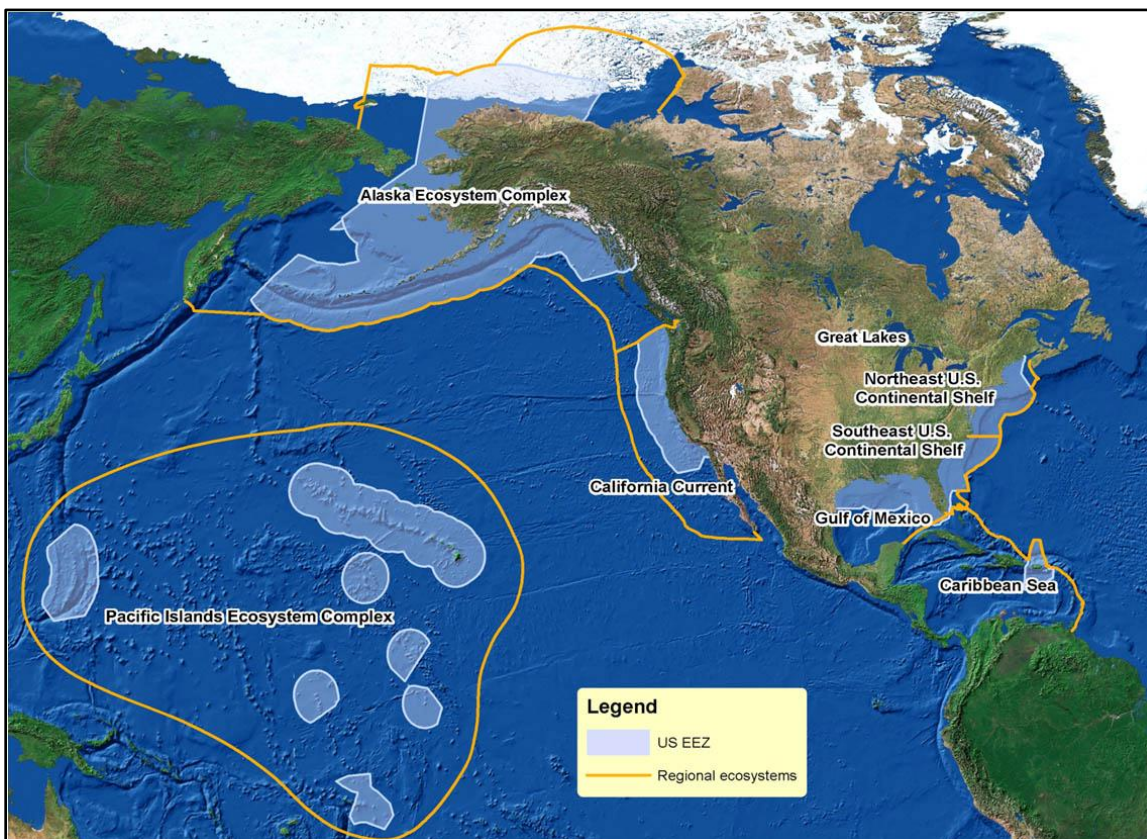 Alaska Ecosystem Complex
Great Lakes
Northeast U.S.
Continental Shelf
Southeast U.S.
Continental Shelf
California Current
Gulf of Mexico
Caribbean Sea
Pacific Islands Ecosystem Complex
Legend
US EEZ
Regional ecosystems